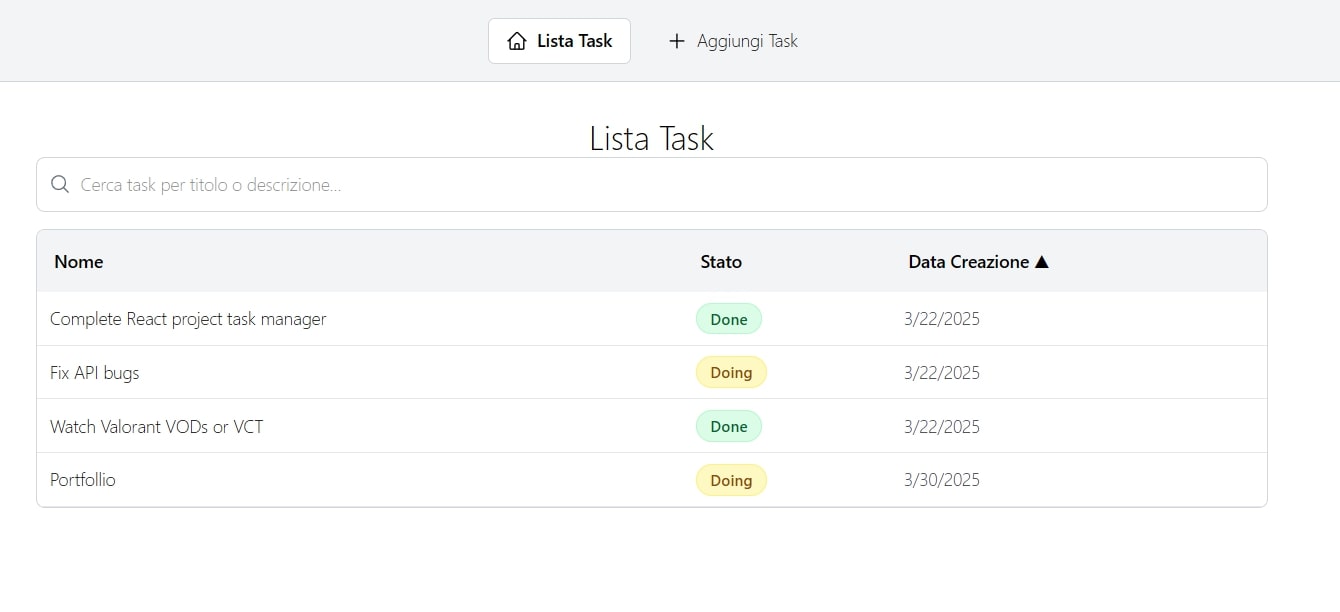 Lista Task
Aggiungi Task
Lista Task
Cerca task per titolo o descrizione...
Nome Stato Data Creazione ▲
Complete React project task manager Done 3/22/2025
Fix API bugs Doing 3/22/2025
Watch Valorant VODs or VCT Done 3/22/2025
Portfollio Doing 3/30/2025